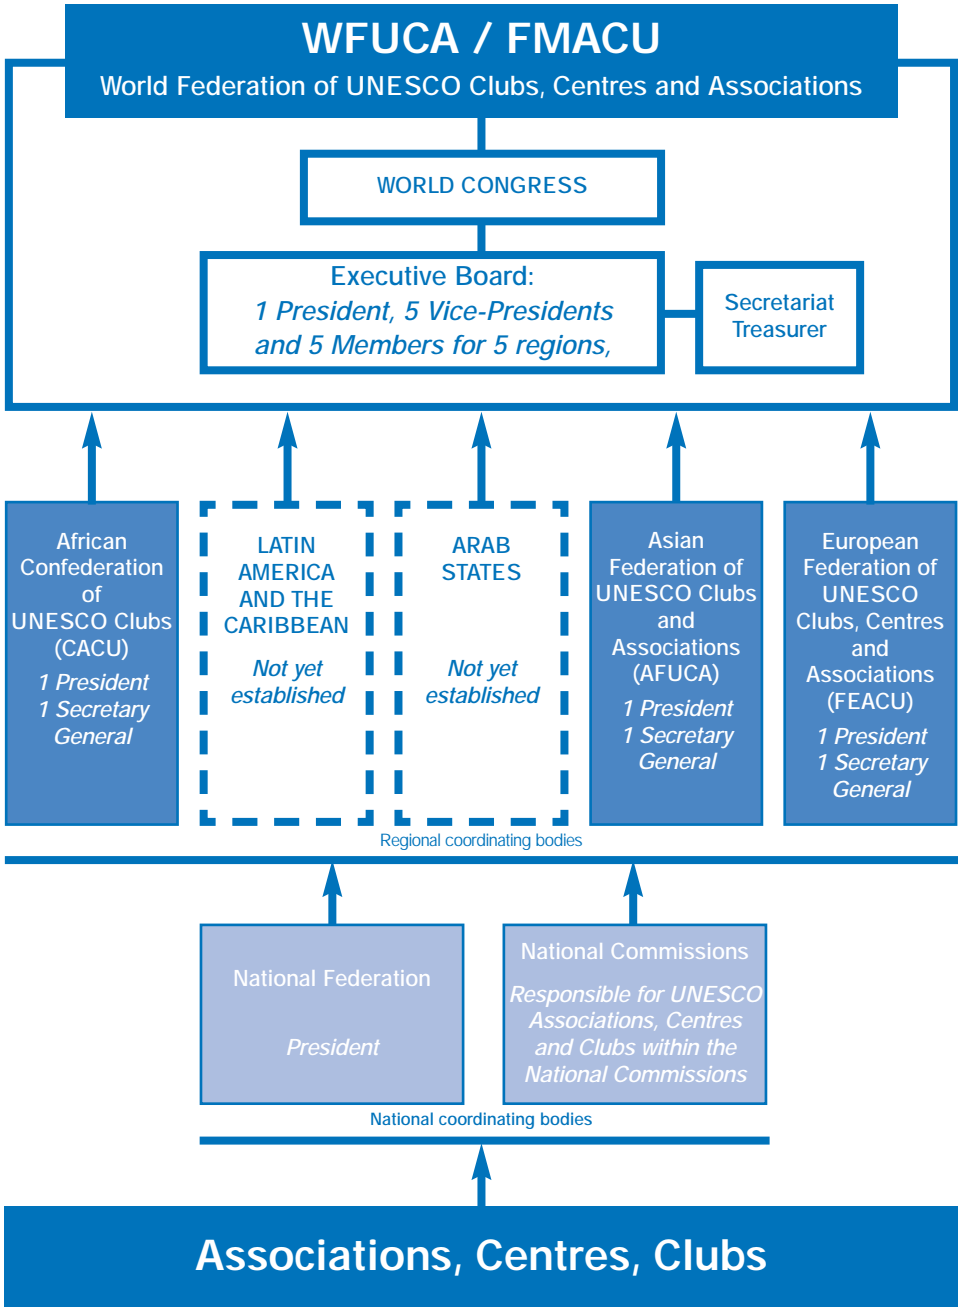 WFUCA / FMACU
World Federation of UNESCO Clubs, Centres and Associations
WORLD CONGRESS
Executive Board:
1 President, 5 Vice-Presidents
and 5 Members for 5 regions,
Secretariat
Treasurer
African
Confederation
of
UNESCO Clubs
(CACU)
1 President
1 Secretary
General
LATIN
AMERICA
AND THE
CARIBBEAN
Not yet
established
ARAB
STATES
Not yet
established
Asian
Federation of
UNESCO Clubs
and
Associations
(AFUCA)
1 President
1 Secretary
General
European
Federation of
UNESCO
Clubs, Centres
and
Associations
(FEACU)
1 President
1 Secretary
General
Regional coordinating bodies
National Federation
President
National Commissions
Responsible for UNESCO
Associations, Centres
and Clubs within the
National Commissions
National coordinating bodies
Associations, Centres, Clubs